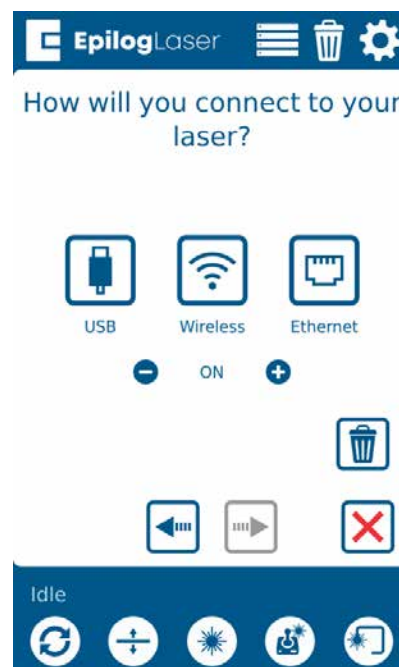 EpilogLaser
How will you connect to your
laser?
USB Wireless Ethernet
ON
Idle